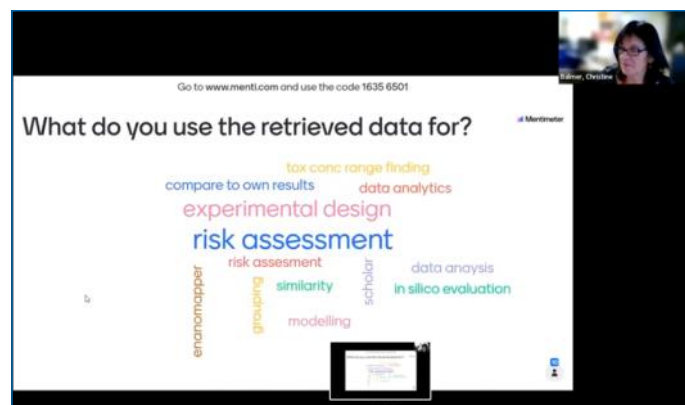 Balmer, Christine
Go to www.menti.com and use the code 1635 6501
What do you use the retrieved data for?
Mentimeter
tox conc range finding
compare to own results
data analytics
experimental design
risk assessment
risk assesment
data anaysis
enanomapper
grouping
similarity
scholar
in silico evaluation
modelling